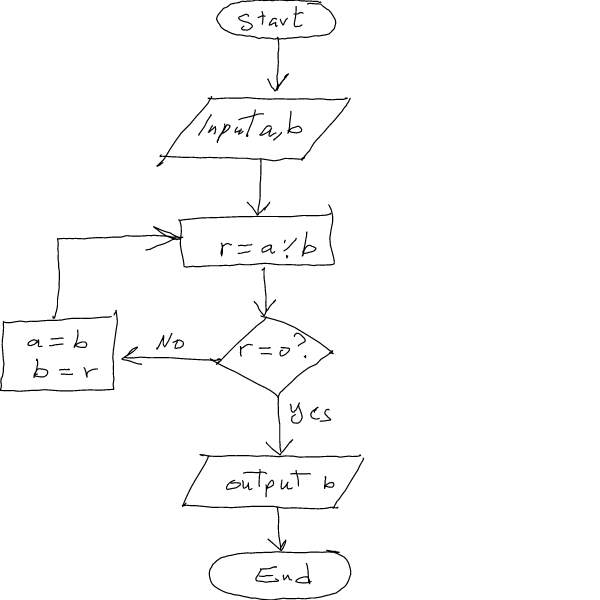 Start
Input a, b
r = a % b
a = b
b = r
No
r = 0?
Yes
output b
End